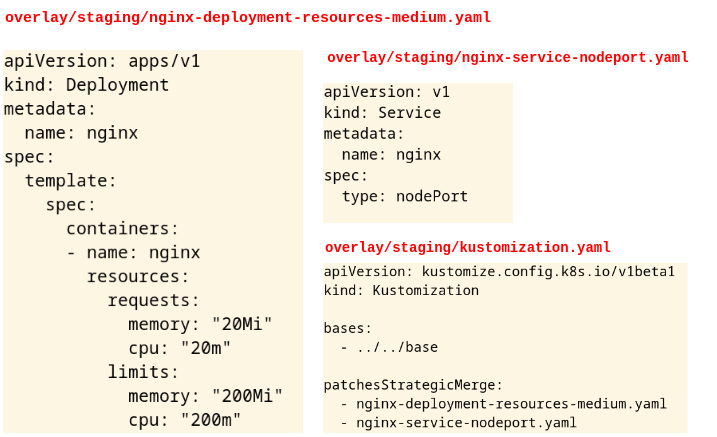 overlay/staging/nginx-deployment-resources-medium.yaml
apiVersion: apps/v1
kind: Deployment
metadata:
  name: nginx
spec:
  template:
    spec:
      containers:
      - name: nginx
        resources:
          requests:
            memory: "20Mi"
            cpu: "20m"
          limits:
            memory: "200Mi"
            cpu: "200m"
overlay/staging/nginx-service-nodeport.yaml
apiVersion: v1
kind: Service
metadata:
  name: nginx
spec:
  type: nodePort
overlay/staging/kustomization.yaml
apiVersion: kustomize.config.k8s.io/v1beta1
kind: Kustomization
bases:
  - ../../base
patchesStrategicMerge:
  - nginx-deployment-resources-medium.yaml
  - nginx-service-nodeport.yaml